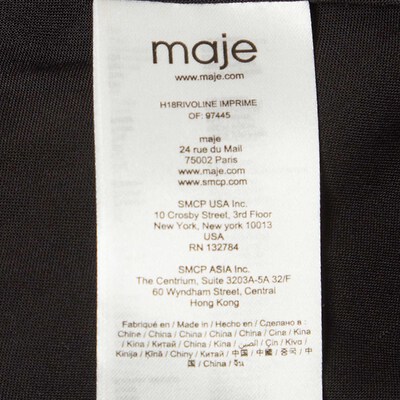 maje
www.maje.com
H18RIVOLINE IMPRIME
OF: 97445
maje
24 rue du Mail
75002 Paris
www.maje.com
www.smcp.com
SMCP USA Inc.
10 Crosby Street, 3rd Floor
New York, New york 10013
USA
RN 132784
SMCP ASIA Inc.
The Centrium, Suite 3203A-5A 32/F
60 Wyndham Street, Central
Hong Kong
Fabriqué en / Made in / Hecho en / Сделано в :
Chine / China / China / China / China / Cina / Kina
/ Kina / Китай / China / Kina / الصين / Çin / Kivo /
Kinija / Ķīnā / Chiny / Китай / 中国 / 中國 / 중국 / 中
国 / China / จีน